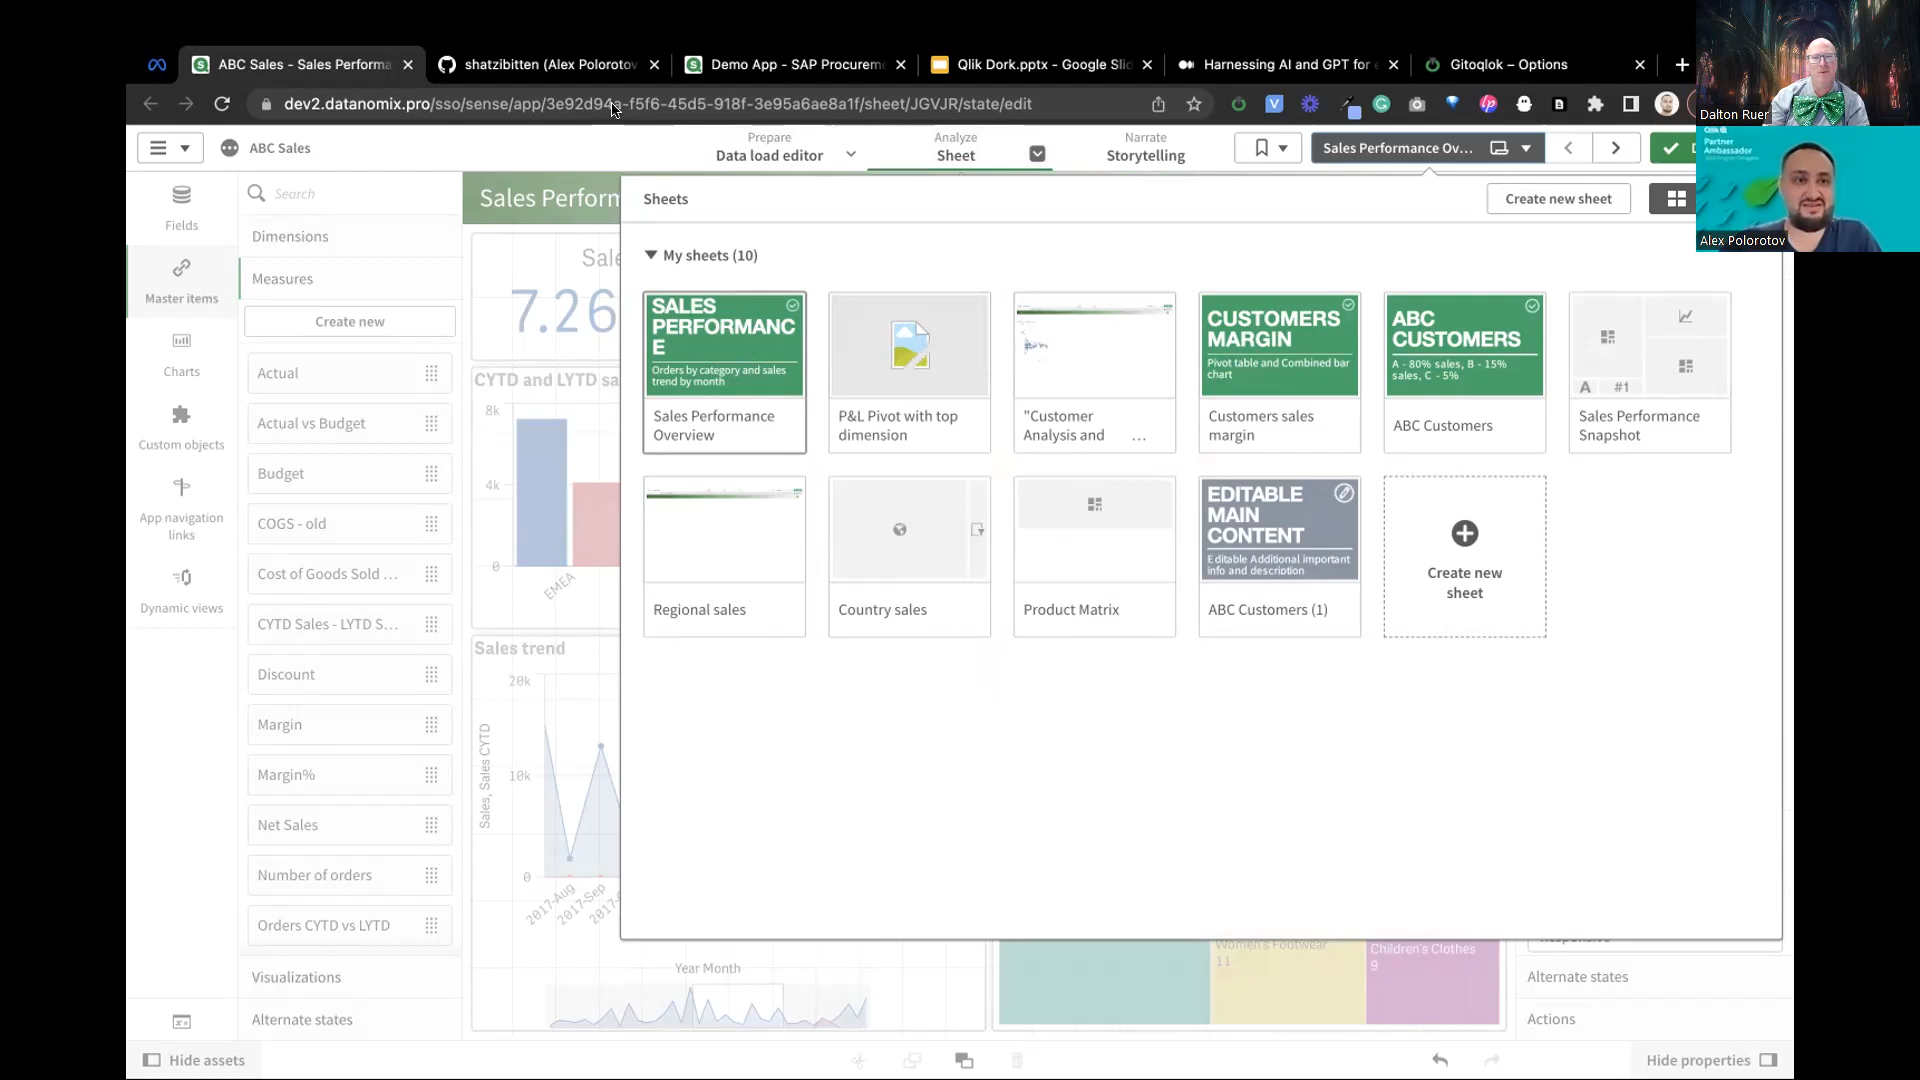 ABC Sales - Sales Performa
shatzibitten (Alex Polorotov
Demo App - SAP Procurem
Qlik Dork.pptx - Google Slid
Harnessing AI and GPT for
Gitoqlok – Options
dev2.datanomix.pro/sso/sense/app/3e92d94a-f5f6-45d5-918f-3e95a6ae8a1f/sheet/JGVJR/state/edit
Dalton Ruer
Qlik
Partner
Ambassador
Alex Polorotov
ABC Sales
Prepare
Data load editor
Analyze
Sheet
Narrate
Storytelling
Sales Performance Ov...
Fields
Master items
Charts
Custom objects
App navigation
links
Dynamic views
Search
Dimensions
Measures
Create new
Actual
Actual vs Budget
Budget
COGS - old
Cost of Goods Sold ...
CYTD Sales - LYTD S...
Discount
Margin
Margin%
Net Sales
Number of orders
Orders CYTD vs LYTD
Visualizations
Alternate states
Sales Perform
Sale
7.26
CYTD and LYTD sa
8k
4k
0
EMEA
Sales trend
Sales, Sales CYTD
20k
10k
0
2017-Aug
2017-Sep
Year Month
Sheets
Create new sheet
My sheets (10)
SALES
PERFORMANC
E
Orders by category and sales
trend by month
Sales Performance
Overview
P&L Pivot with top
dimension
"Customer
Analysis and ...
CUSTOMERS
MARGIN
Pivot table and Combined bar
chart
Customers sales
margin
ABC
CUSTOMERS
A - 80% sales, B - 15%
sales, C - 5%
ABC Customers
A #1
Sales Performance
Snapshot
Regional sales
Country sales
Product Matrix
EDITABLE
MAIN
CONTENT
Editable Additional important
info and description
ABC Customers (1)
Create new
sheet
Women's Footwear
11
Children's Clothes
9
Alternate states
Actions
Hide assets
Hide properties